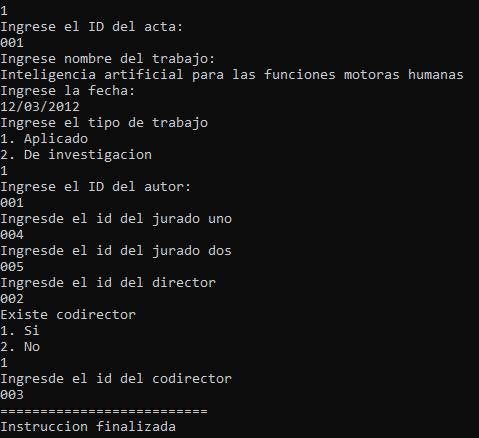 1
Ingrese el ID del acta:
001
Ingrese nombre del trabajo:
Inteligencia artificial para las funciones motoras humanas
Ingrese la fecha:
12/03/2012
Ingrese el tipo de trabajo
1. Aplicado
2. De investigacion
1
Ingrese el ID del autor:
001
Ingresde el id del jurado uno
004
Ingresde el id del jurado dos
005
Ingresde el id del director
002
Existe codirector
1. Si
2. No
1
Ingresde el id del codirector
003
==========================
Instruccion finalizada